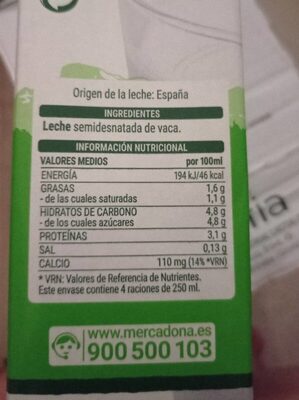 Origen de la leche: España
INGREDIENTES
Leche semidesnatada de vaca.
INFORMACIÓN NUTRICIONAL
VALORES MEDIOS por 100ml
ENERGÍA 194 kJ/46 kcal
GRASAS 1,6 g
- de las cuales saturadas 1,1 g
HIDRATOS DE CARBONO 4,8 g
- de los cuales azúcares 4,8 g
PROTEÍNAS 3,1 g
SAL 0,13 g
CALCIO 110 mg (14% *VRN)
* VRN: Valores de Referencia de Nutrientes.
Este envase contiene 4 raciones de 250 ml.
www.mercadona.es
900 500 103